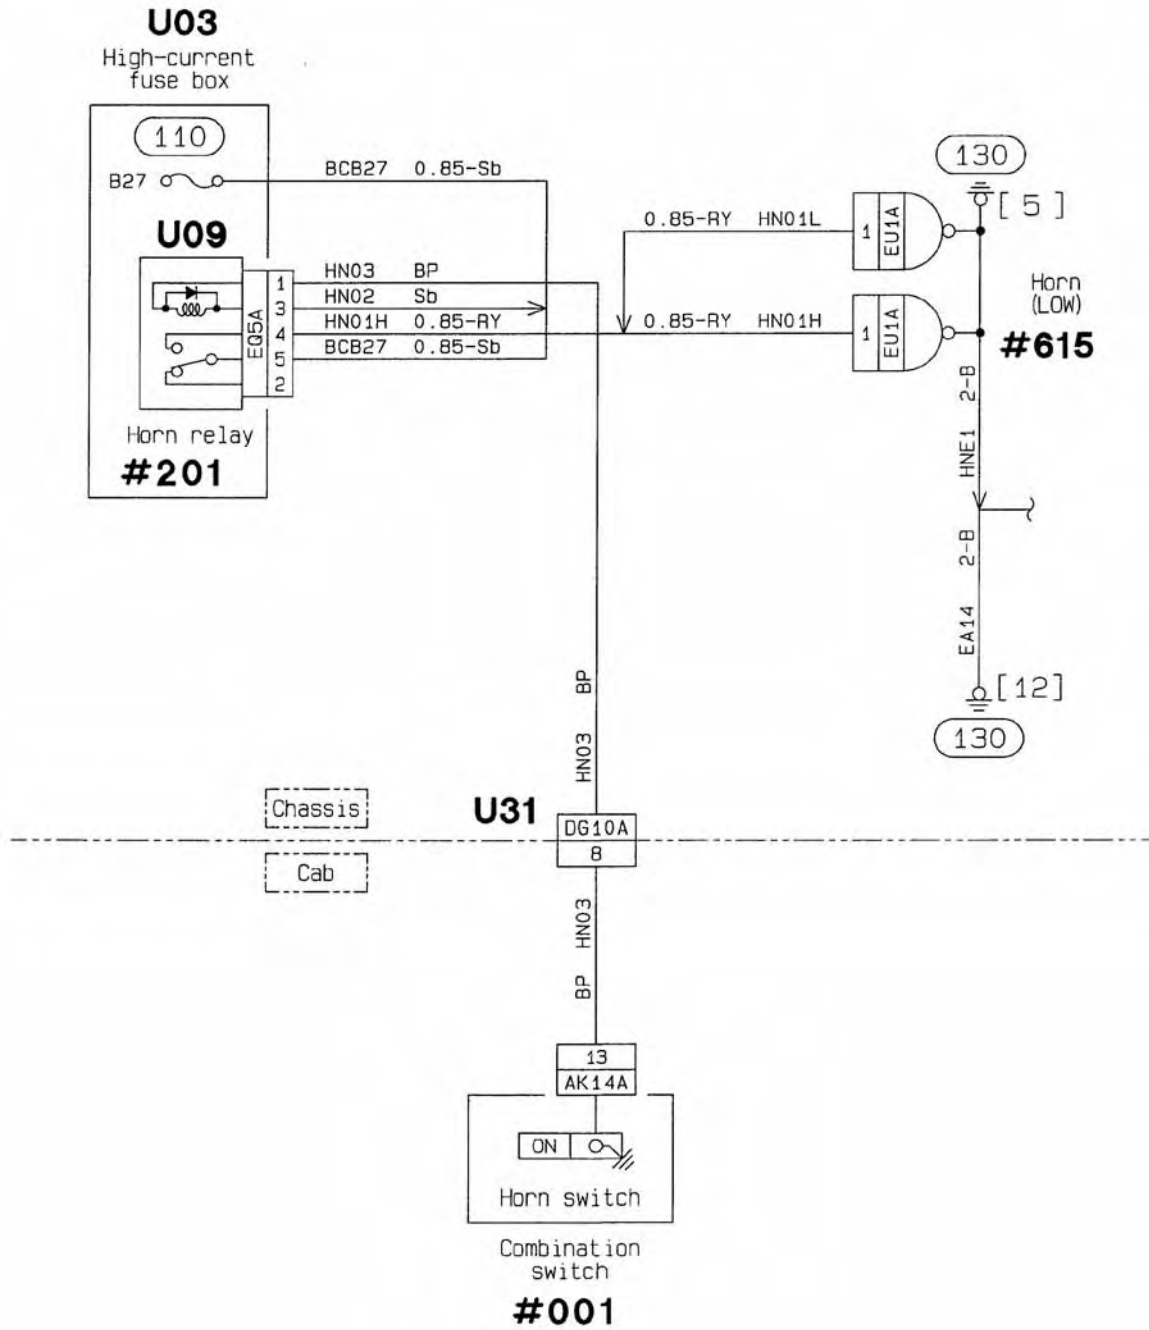 U03
High-current
fuse box
110
B27
BCB27 0.85-Sb
U09
EQ5A
1
3
4
5
2
HN03 BP
HN02 Sb
HN01H 0.85-RY
BCB27 0.85-Sb
Horn relay
#201
0.85-RY HN01L
1
EU1A
0.85-RY HN01H
1
EU1A
130
[ 5 ]
Horn
(LOW)
#615
HNE1 2-B
EA14 2-B
[12]
130
HN03 BP
Chassis
U31
DG10A
8
Cab
BP HN03
13
AK14A
ON
Horn switch
Combination
switch
#001